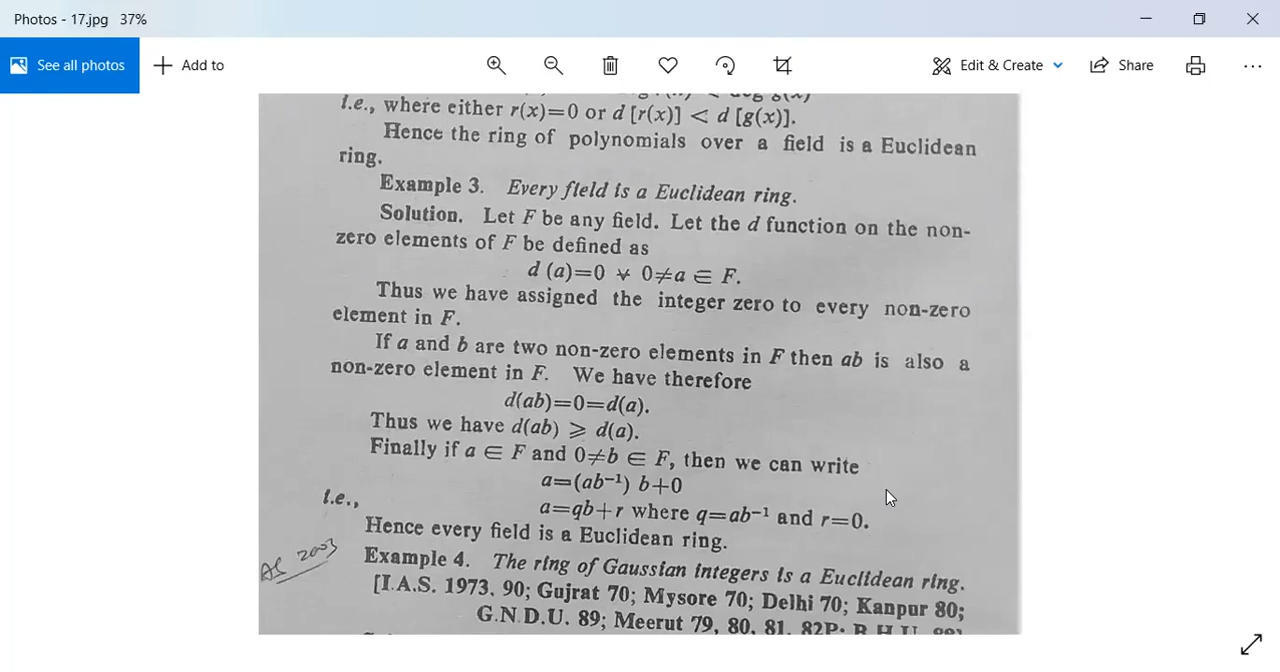 Photos - 17.jpg 37%
See all photos
Add to
Edit & Create
Share
i.e., where either r(x)=0 or d [r(x)] < d [g(x)].
Hence the ring of polynomials over a field is a Euclidean
ring.
Example 3. Every field is a Euclidean ring.
Solution. Let F be any field. Let the d function on the non-
zero elements of F be defined as
d (a)=0 ∀ 0≠a ∈ F.
Thus we have assigned the integer zero to every non-zero
element in F.
If a and b are two non-zero elements in F then ab is also a
non-zero element in F. We have therefore
d(ab)=0=d(a).
Thus we have d(ab) ⩾ d(a).
Finally if a ∈ F and 0≠b ∈ F, then we can write
a=(ab⁻¹) b+0
i.e.,
a=qb+r where q=ab⁻¹ and r=0.
Hence every field is a Euclidean ring.
AC 2003
Example 4. The ring of Gaussian integers is a Euclidean ring.
[I.A.S. 1973, 90; Gujrat 70; Mysore 70; Delhi 70; Kanpur 80;
G.N.D.U. 89; Meerut 79, 80, 81, 82P;